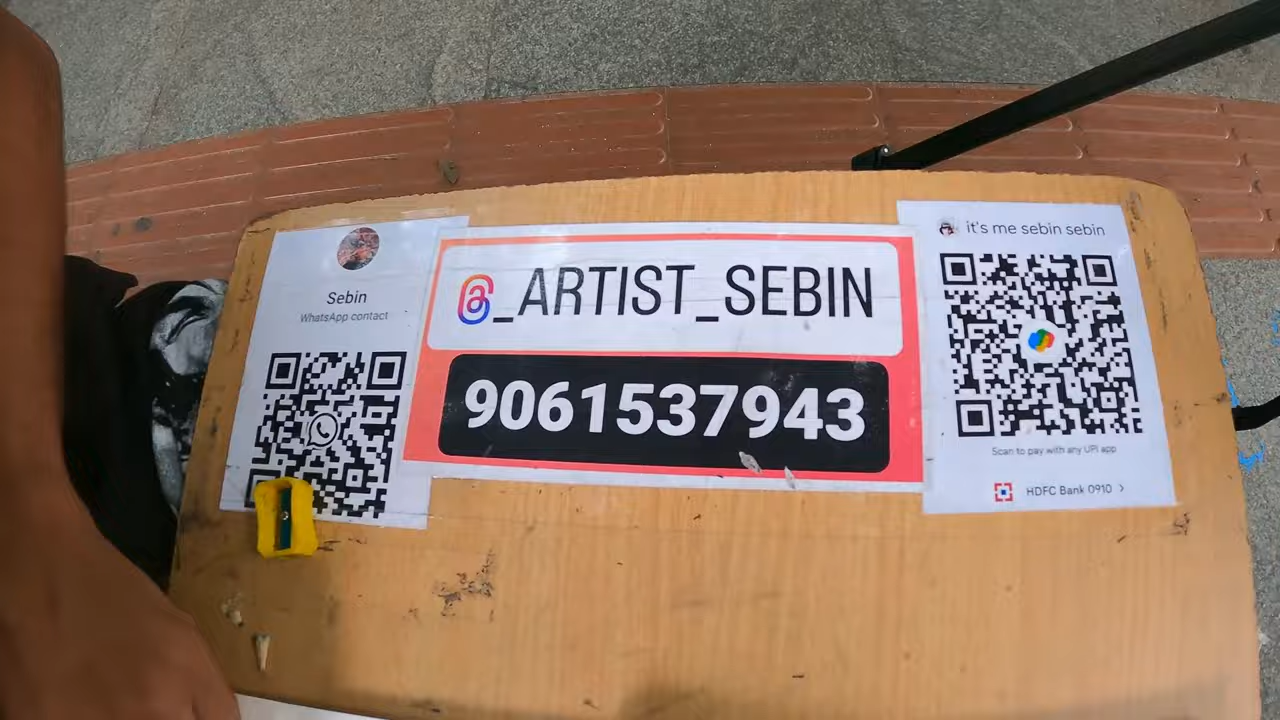 Sebin
WhatsApp contact
_ARTIST_SEBIN
9061537943
it's me sebin sebin
Scan to pay with any UPI app
HDFC Bank 0910 >